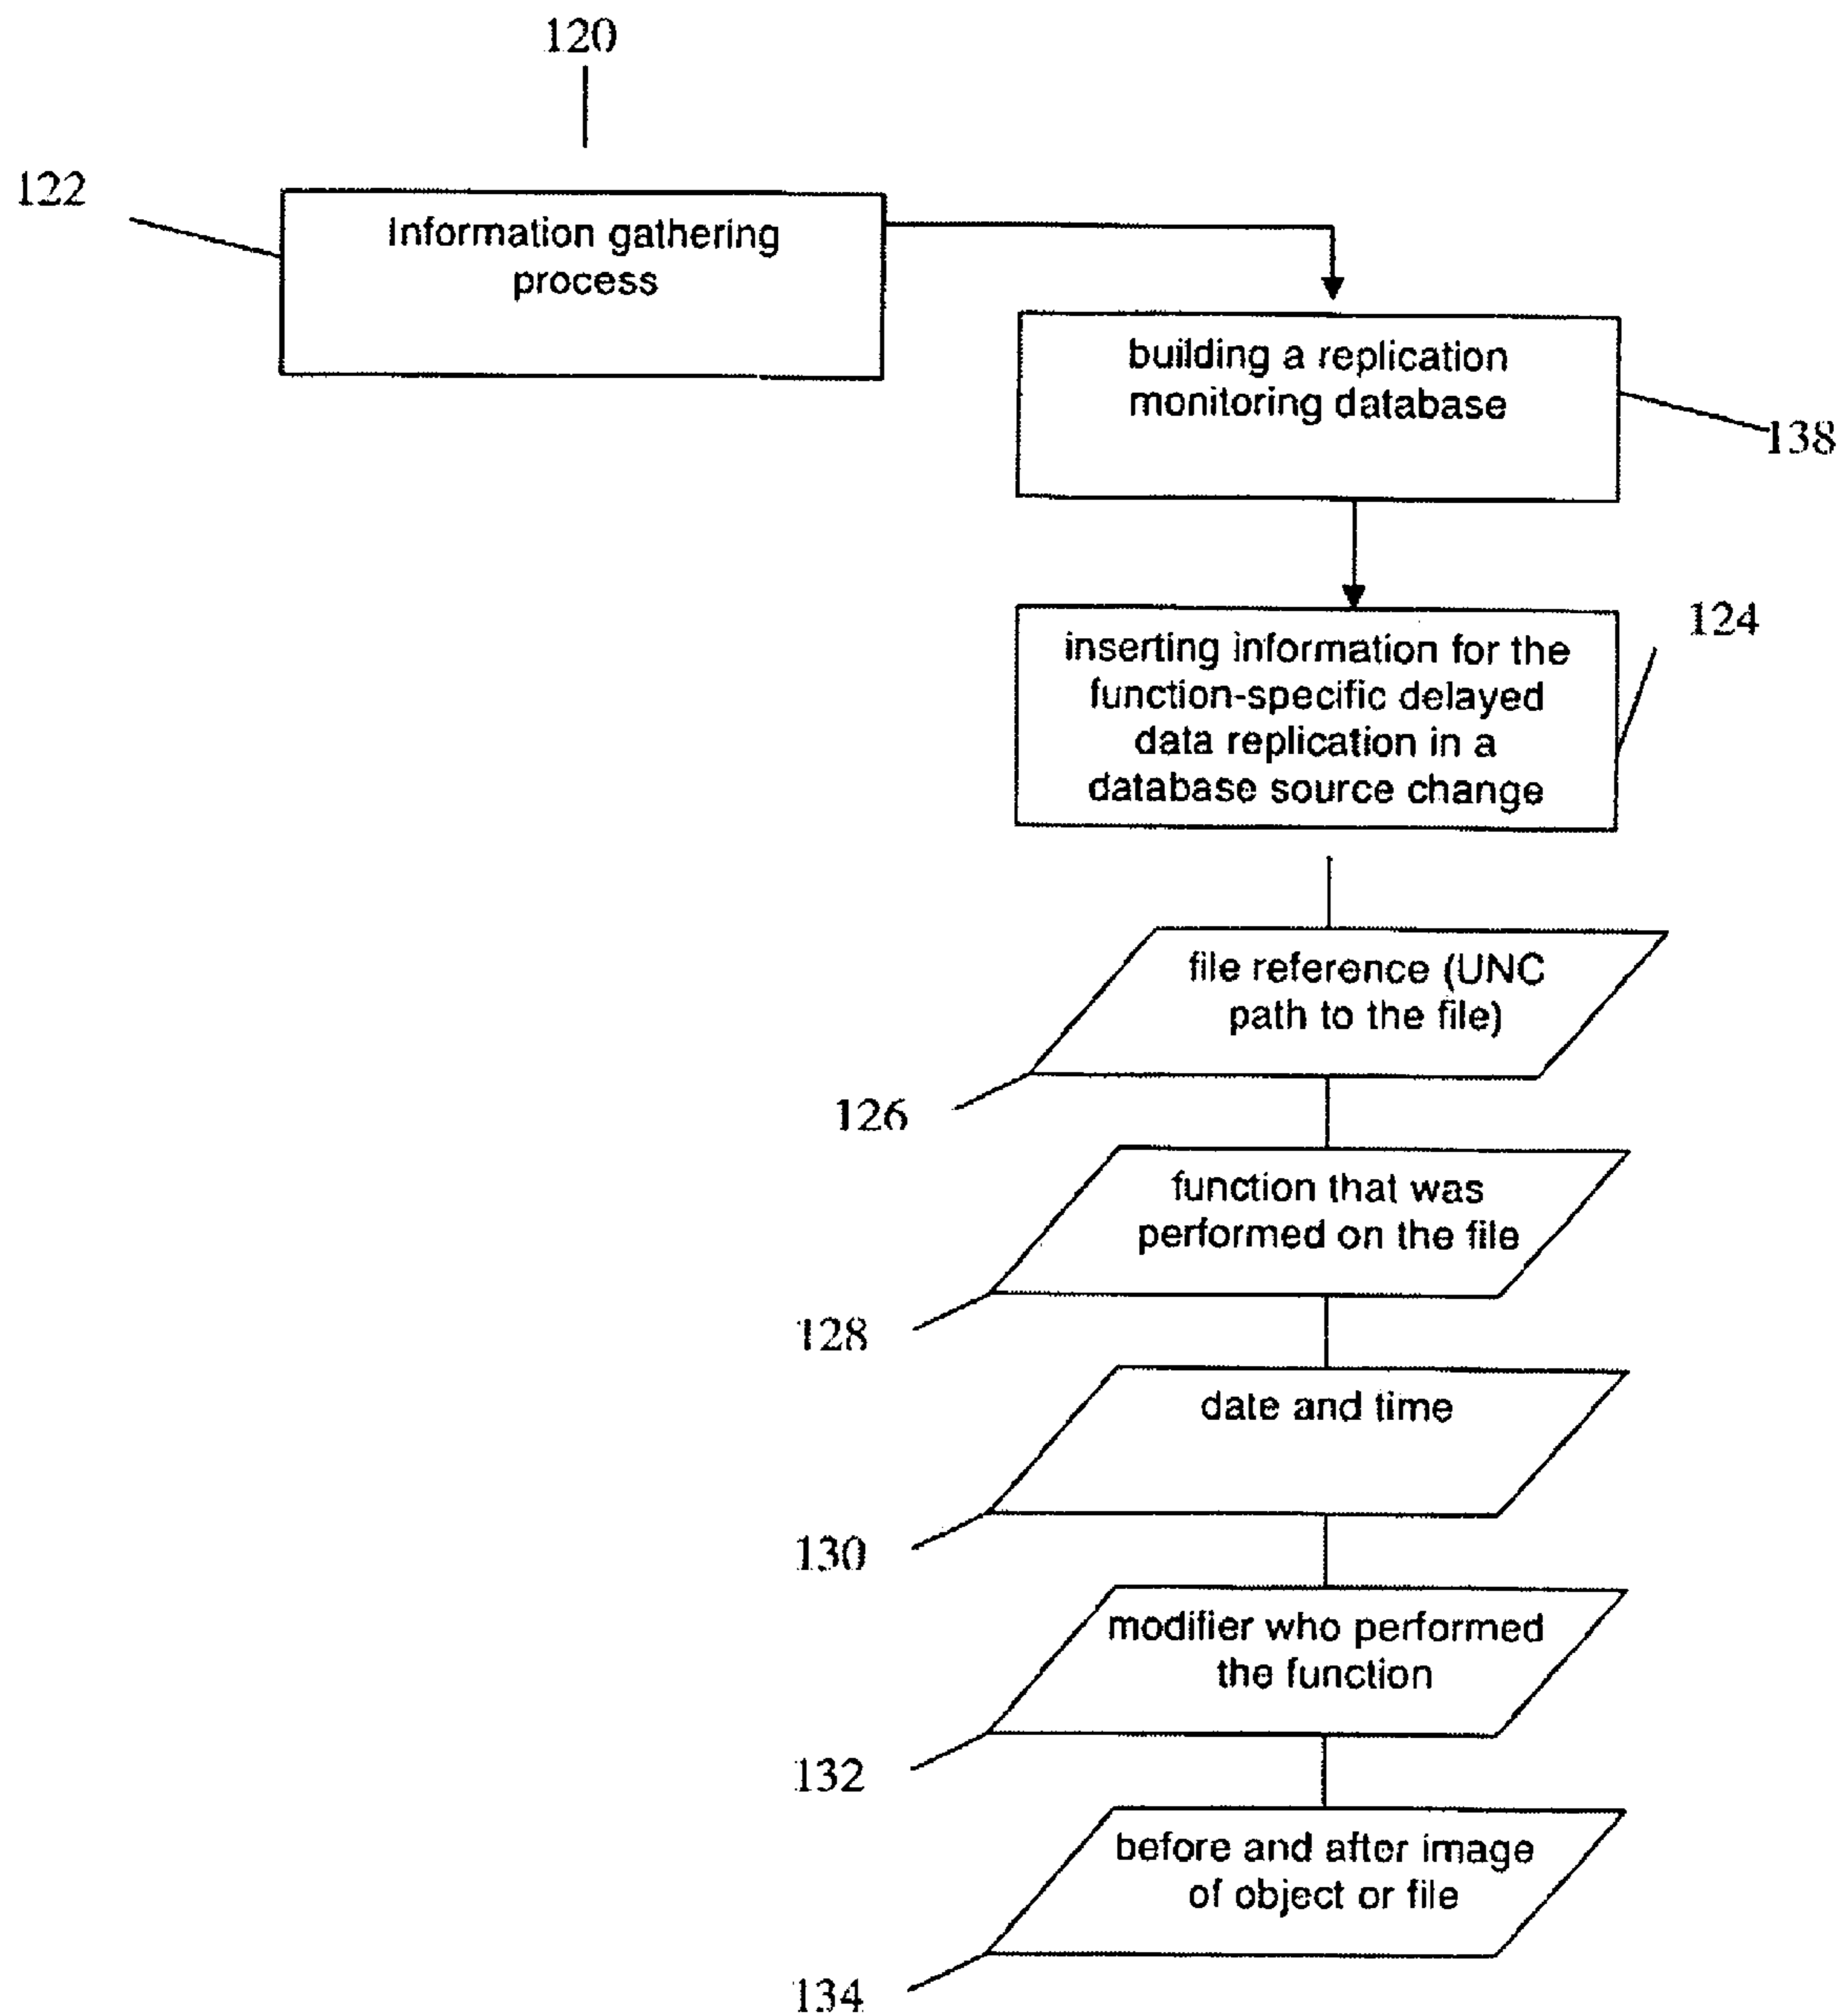 120
122
Information gathering
process
building a replication
monitoring database
138
inserting information for the
function-specific delayed
data replication in a
database source change
124
file reference (UNC
path to the file)
126
function that was
performed on the file
128
date and time
130
modifier who performed
the function
132
before and after image
of object or file
134